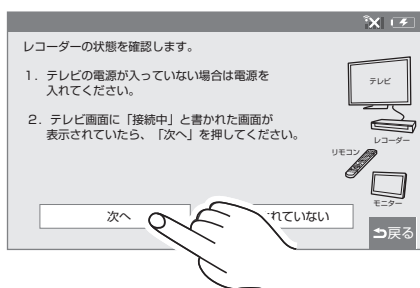 レコーダーの状態を確認します。
1. テレビの電源が入っていない場合は電源を
入れてください。
2. テレビ画面に「接続中」と書かれた画面が
表示されていたら、「次へ」を押してください。
テレビ
レコーダー
リモコン
モニター
次へ
れていない
戻る